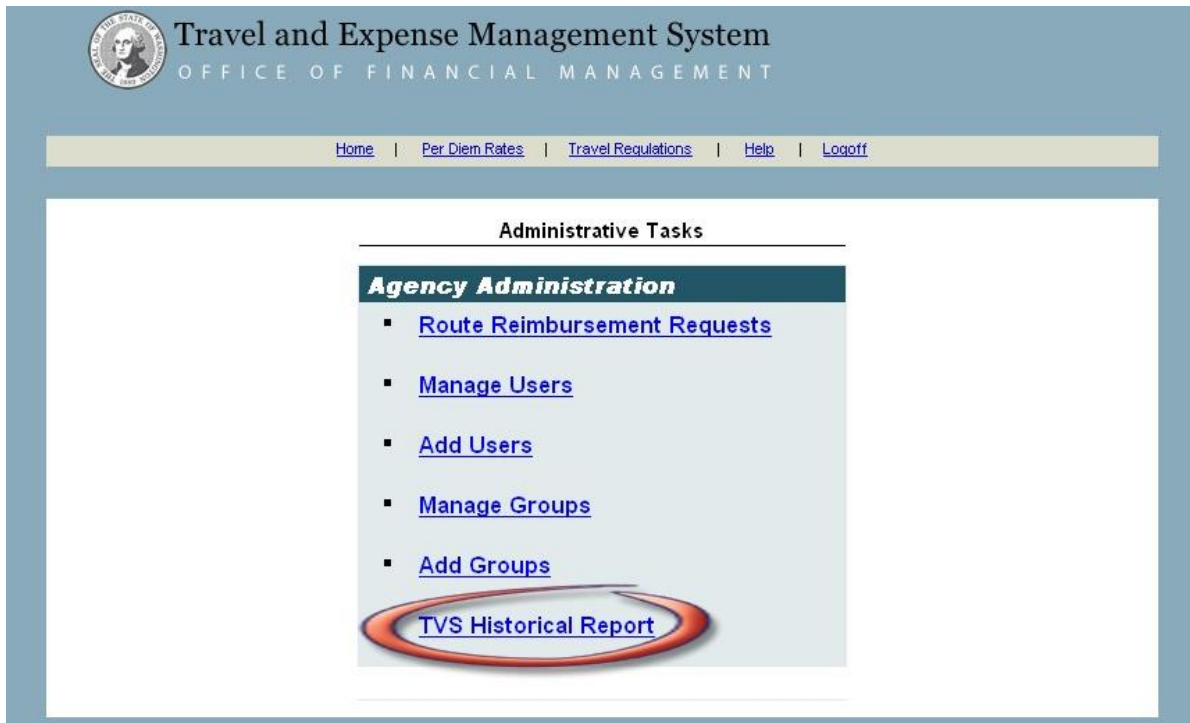 Travel and Expense Management System
OFFICE OF FINANCIAL MANAGEMENT
Home | Per Diem Rates | Travel Regulations | Help | Logoff
Administrative Tasks
Agency Administration
▪ Route Reimbursement Requests
▪ Manage Users
▪ Add Users
▪ Manage Groups
▪ Add Groups
TVS Historical Report